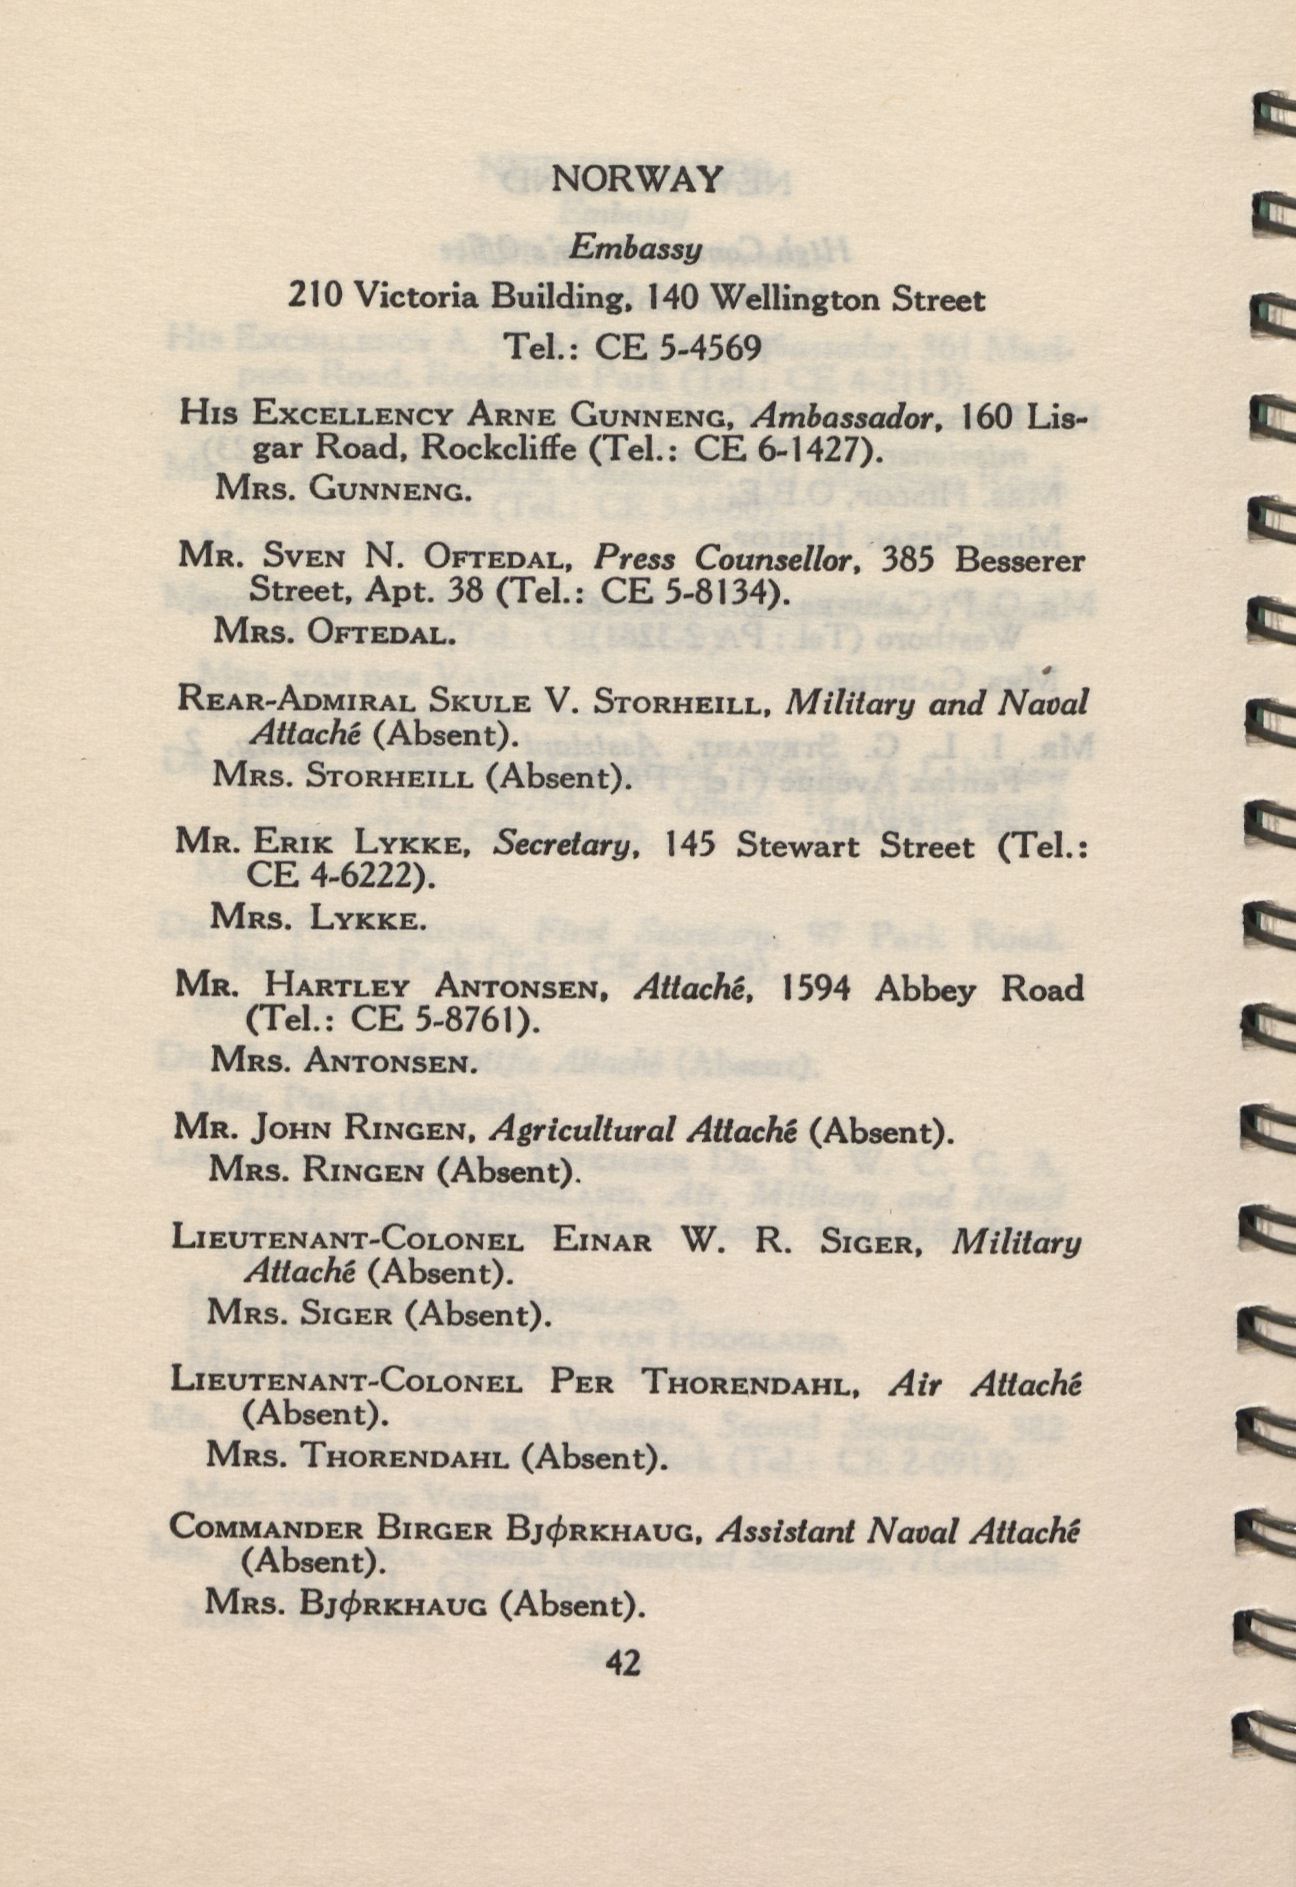 NORWAY
Embassy
210 Victoria Building, 140 Wellington Street
Tel.: CE 5-4569
HIS EXCELLENCY ARNE GUNNENG, Ambassador, 160 Lis-
gar Road, Rockcliffe (Tel.: CE 6-1427).
MRS. GUNNENG.
MR. SVEN N. OFTEDAL, Press Counsellor, 385 Besserer
Street, Apt. 38 (Tel.: CE 5-8134).
MRS. OFTEDAL.
REAR-ADMIRAL SKULE V. STORHEILL, Military and Naval
Attaché (Absent).
MRS. STORHEILL (Absent).
MR. ERIK LYKKE, Secretary, 145 Stewart Street (Tel.:
CE 4-6222).
MRS. LYKKE.
MR. HARTLEY ANTONSEN, Attaché, 1594 Abbey Road
(Tel.: CE 5-8761).
MRS. ANTONSEN.
MR. JOHN RINGEN, Agricultural Attaché (Absent).
MRS. RINGEN (Absent).
LIEUTENANT-COLONEL EINAR W. R. SIGER, Military
Attaché (Absent).
MRS. SIGER (Absent).
LIEUTENANT-COLONEL PER THORENDAHL, Air Attaché
(Absent).
MRS. THORENDAHL (Absent).
COMMANDER BIRGER BJØRKHAUG, Assistant Naval Attaché
(Absent).
MRS. BJØRKHAUG (Absent).
42